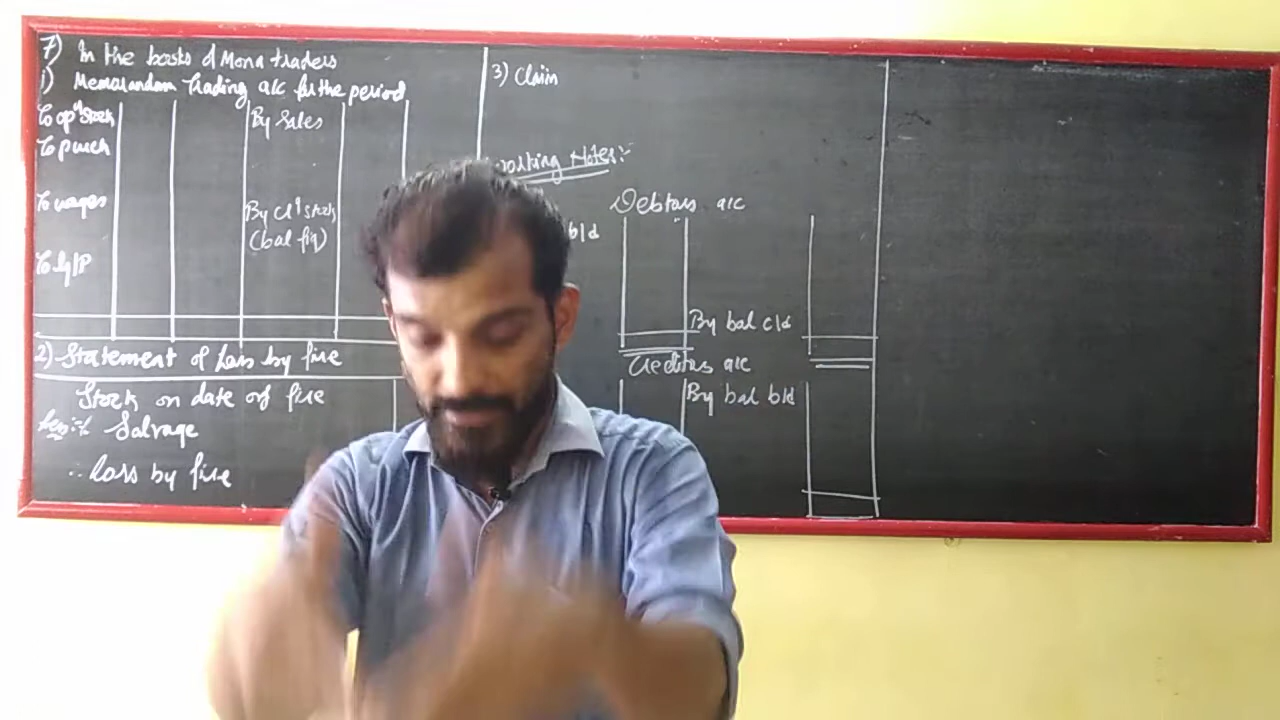 7) In the books of Mona traders
1) Memorandum Trading a/c for the period
To opg Stock
By Sales
To purch
To wages
By clg stock
(bal fig)
To G/P
2) Statement of Loss by fire
Stock on date of fire
Less:- Salvage
∴ Loss by fire
3) Claim
Working Notes:-
Debtors a/c
b/d
By bal c/d
Creditors a/c
By bal b/d